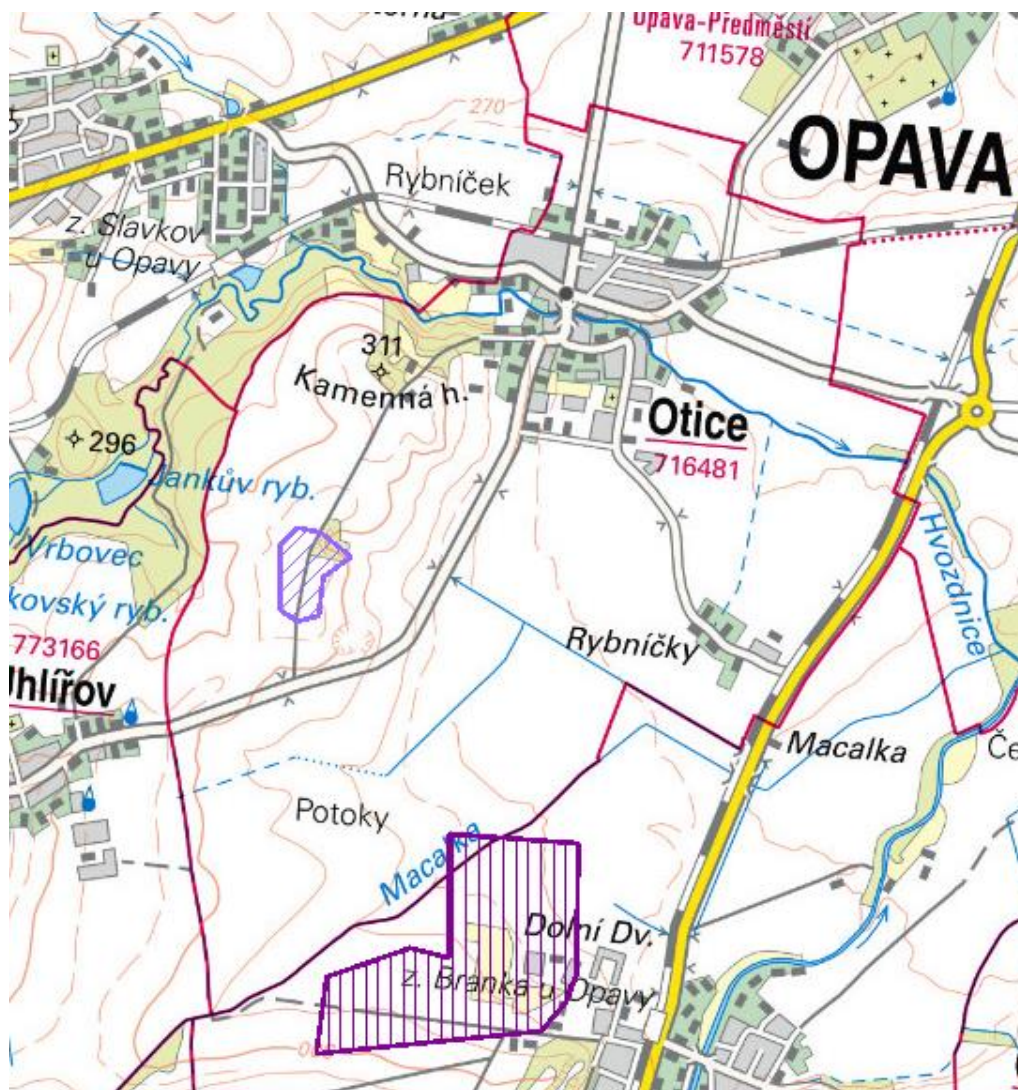 Opava-Předměstí
711578
270
OPAVA
Rybníček
z. Slavkov
u Opavy
311
Kamenná h.
Otice
716481
296
Jankův ryb.
Vrbovec
kovský ryb.
Hvozdnice
773166
Rybníčky
Macalka
Potoky
Macalka
Dolní Dv.
z. Branka u Opavy